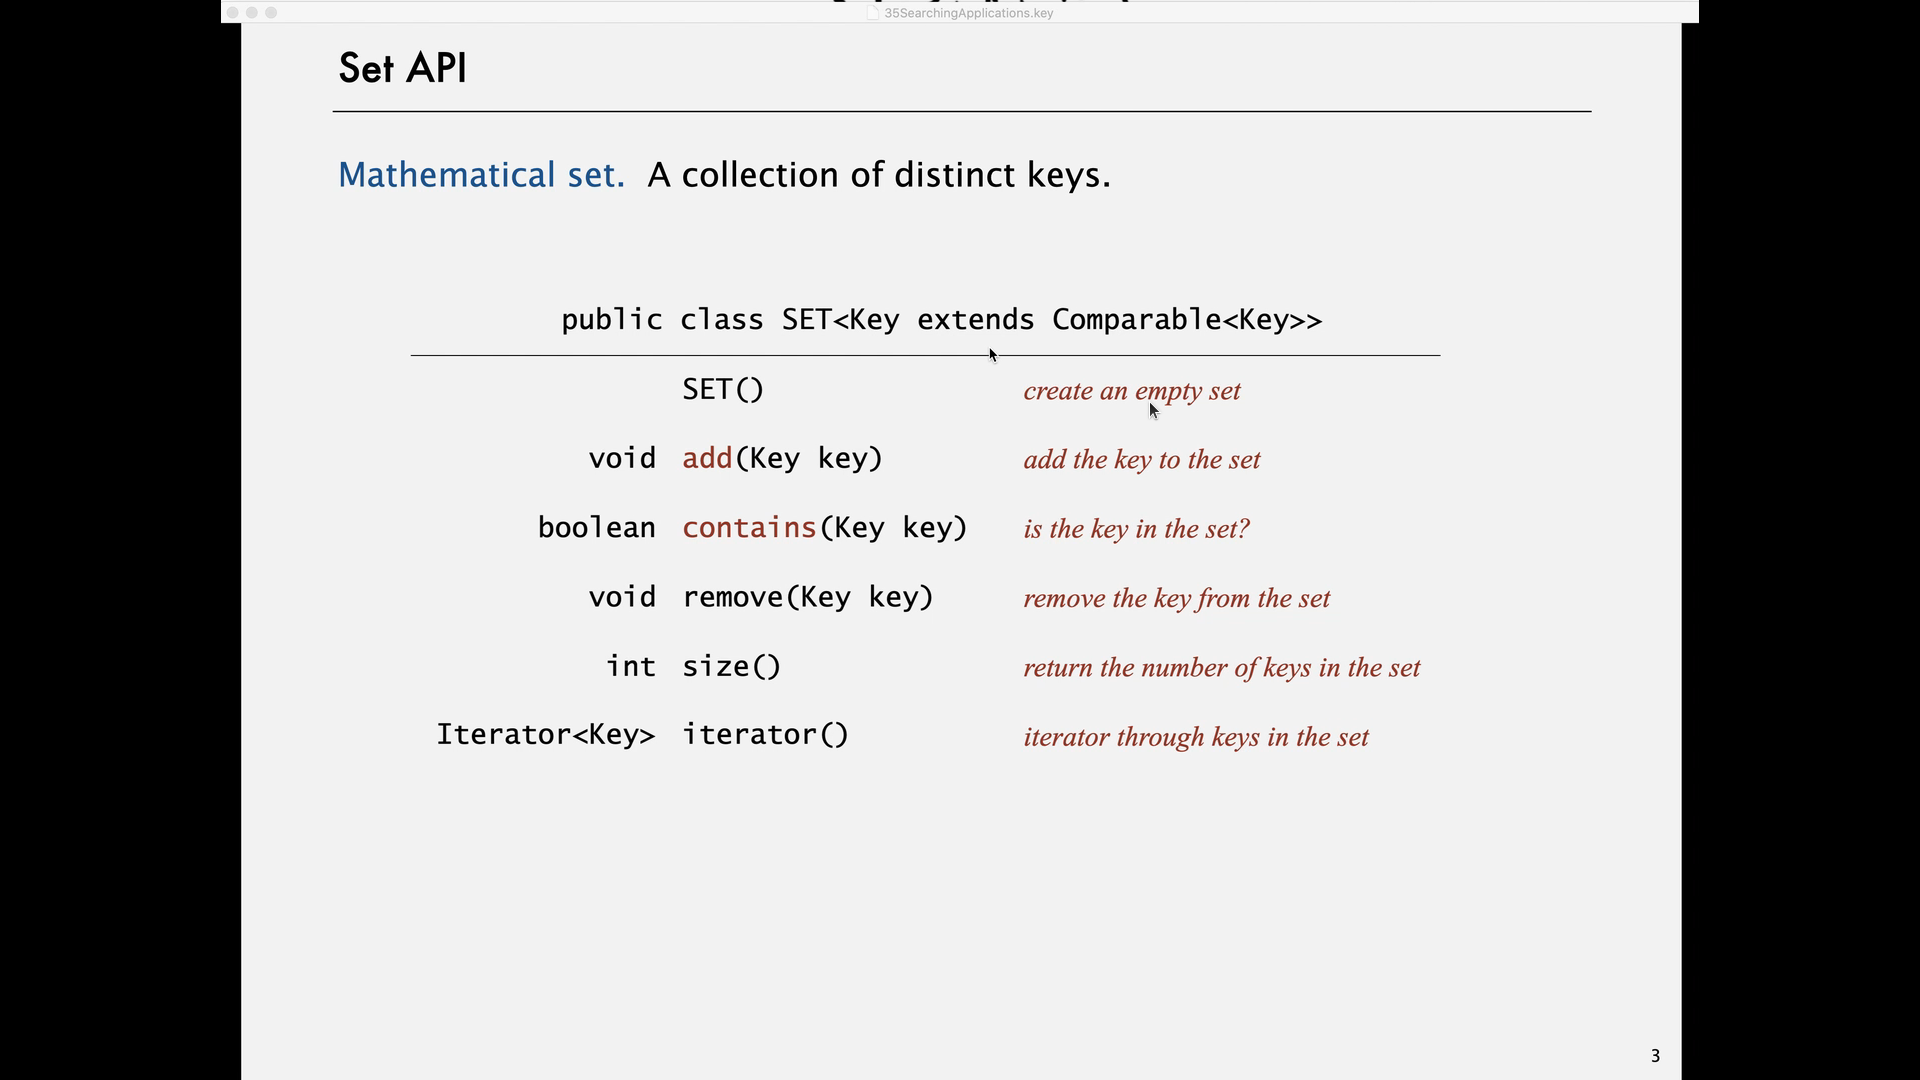 35SearchingApplications.key
Set API
Mathematical set. A collection of distinct keys.
public class SET<Key extends Comparable<Key>>
SET() create an empty set
void add(Key key) add the key to the set
boolean contains(Key key) is the key in the set?
void remove(Key key) remove the key from the set
int size() return the number of keys in the set
Iterator<Key> iterator() iterator through keys in the set
3